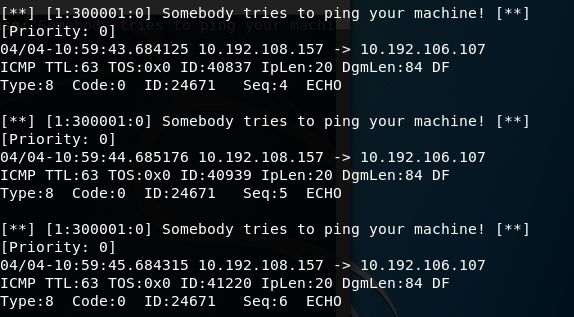 [**] [1:300001:0] Somebody tries to ping your machine! [**]
[Priority: 0]
04/04-10:59:43.684125 10.192.108.157 -> 10.192.106.107
ICMP TTL:63 TOS:0x0 ID:40837 IpLen:20 DgmLen:84 DF
Type:8  Code:0  ID:24671   Seq:4  ECHO

[**] [1:300001:0] Somebody tries to ping your machine! [**]
[Priority: 0]
04/04-10:59:44.685176 10.192.108.157 -> 10.192.106.107
ICMP TTL:63 TOS:0x0 ID:40939 IpLen:20 DgmLen:84 DF
Type:8  Code:0  ID:24671   Seq:5  ECHO

[**] [1:300001:0] Somebody tries to ping your machine! [**]
[Priority: 0]
04/04-10:59:45.684315 10.192.108.157 -> 10.192.106.107
ICMP TTL:63 TOS:0x0 ID:41220 IpLen:20 DgmLen:84 DF
Type:8  Code:0  ID:24671   Seq:6  ECHO